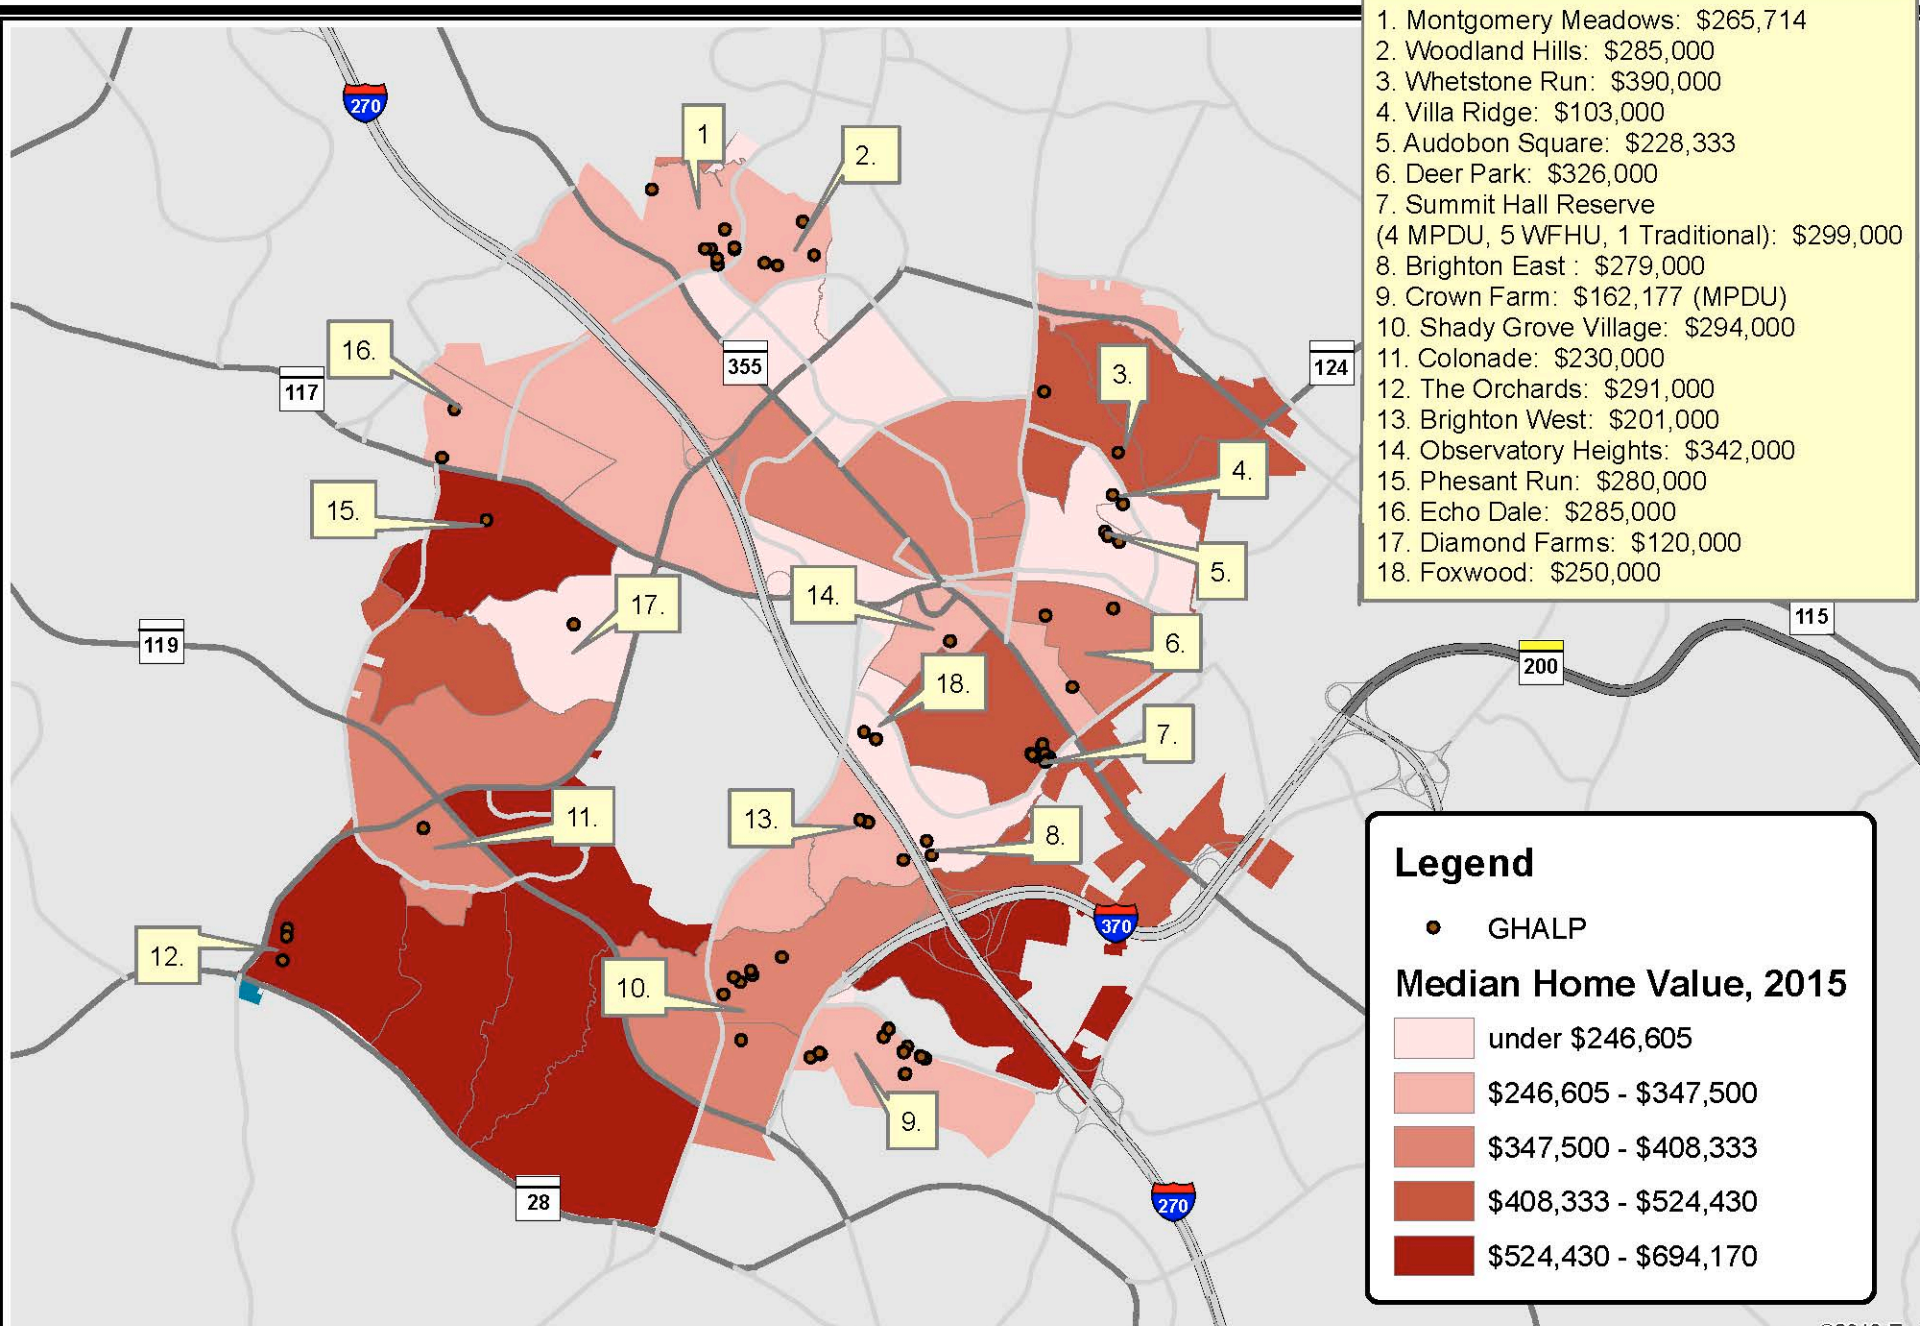 1. Montgomery Meadows: $265,714
2. Woodland Hills: $285,000
3. Whetstone Run: $390,000
4. Villa Ridge: $103,000
5. Audobon Square: $228,333
6. Deer Park: $326,000
7. Summit Hall Reserve
(4 MPDU, 5 WFHU, 1 Traditional): $299,000
8. Brighton East : $279,000
9. Crown Farm: $162,177 (MPDU)
10. Shady Grove Village: $294,000
11. Colonade: $230,000
12. The Orchards: $291,000
13. Brighton West: $201,000
14. Observatory Heights: $342,000
15. Phesant Run: $280,000
16. Echo Dale: $285,000
17. Diamond Farms: $120,000
18. Foxwood: $250,000
270
1
2.
16.
355
124
117
3.
4.
15.
5.
17.
14.
115
119
6.
200
18.
7.
11.
13.
8.
370
12.
10.
9.
28
270
Legend
GHALP
Median Home Value, 2015
under $246,605
$246,605 - $347,500
$347,500 - $408,333
$408,333 - $524,430
$524,430 - $694,170